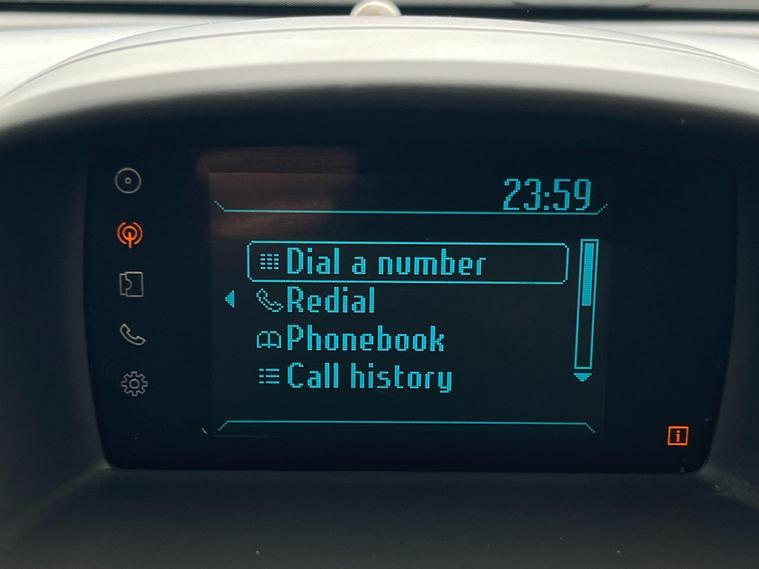 23:59
Dial a number
Redial
Phonebook
Call history
i